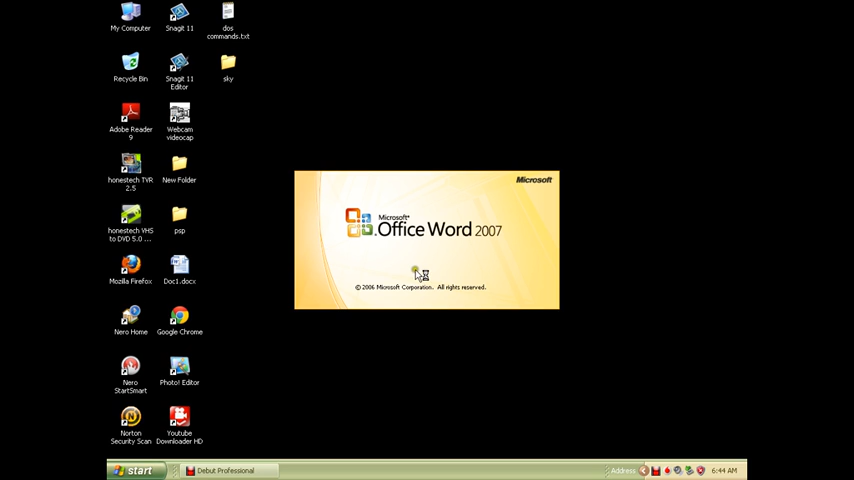 My Computer
Snagit 11
dos
commands.txt
Recycle Bin
Snagit 11
Editor
sky
Adobe Reader
9
Webcam
videocap
honestech TVR
2.5
New Folder
honestech VHS
to DVD 5.0 ...
psp
Mozilla Firefox
Doc1.docx
Nero Home
Google Chrome
Nero
StartSmart
Photo! Editor
Norton
Security Scan
Youtube
Downloader HD
Microsoft
Microsoft®
Office Word 2007
© 2006 Microsoft Corporation. All rights reserved.
start
Debut Professional
Address
6:44 AM